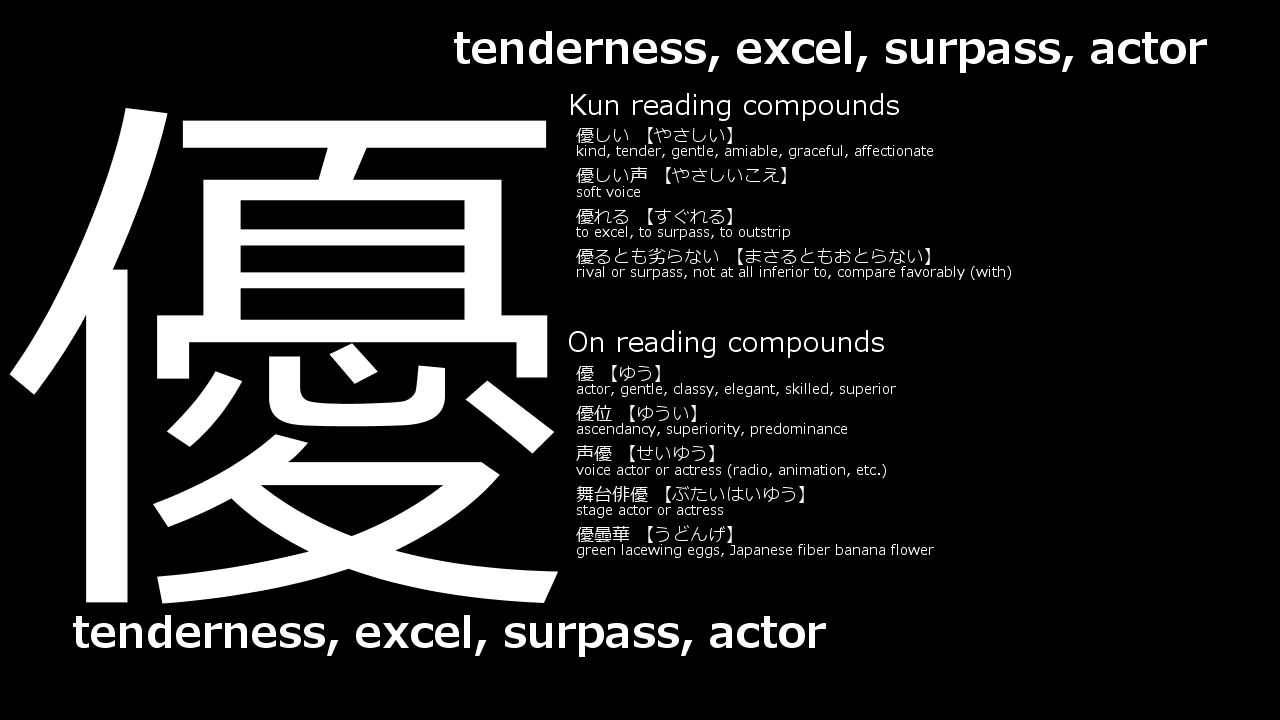 tenderness, excel, surpass, actor
優
Kun reading compounds
優しい 【やさしい】
kind, tender, gentle, amiable, graceful, affectionate
優しい声 【やさしいこえ】
soft voice
優れる 【すぐれる】
to excel, to surpass, to outstrip
優るとも劣らない 【まさるともおとらない】
rival or surpass, not at all inferior to, compare favorably (with)
On reading compounds
優 【ゆう】
actor, gentle, classy, elegant, skilled, superior
優位 【ゆうい】
ascendancy, superiority, predominance
声優 【せいゆう】
voice actor or actress (radio, animation, etc.)
舞台俳優 【ぶたいはいゆう】
stage actor or actress
優曇華 【うどんげ】
green lacewing eggs, Japanese fiber banana flower
tenderness, excel, surpass, actor